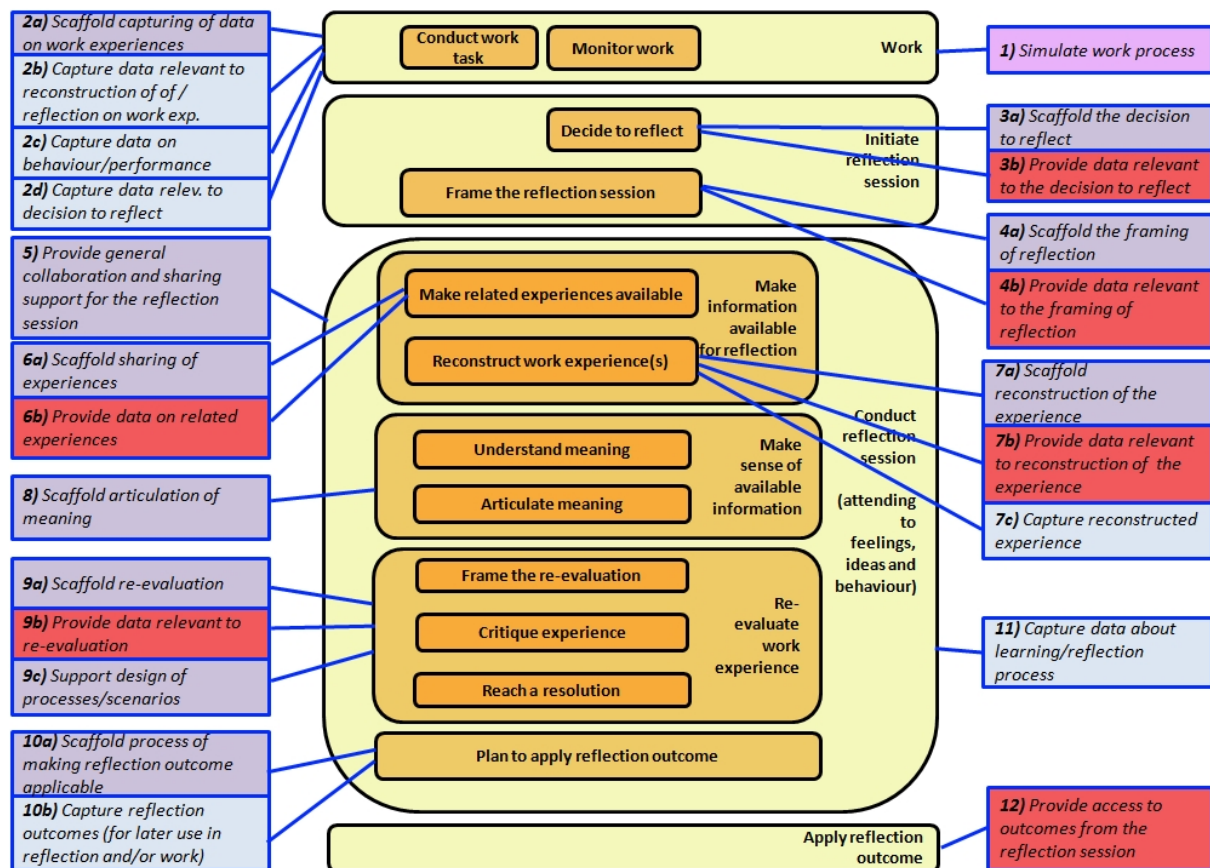 2a) Scaffold capturing of data
on work experiences
2b) Capture data relevant to
reconstruction of of /
reflection on work exp.
2c) Capture data on
behaviour/performance
2d) Capture data relev. to
decision to reflect
5) Provide general
collaboration and sharing
support for the reflection
session
6a) Scaffold sharing of
experiences
6b) Provide data on related
experiences
8) Scaffold articulation of
meaning
9a) Scaffold re-evaluation
9b) Provide data relevant to
re-evaluation
9c) Support design of
processes/scenarios
10a) Scaffold process of
making reflection outcome
applicable
10b) Capture reflection
outcomes (for later use in
reflection and/or work)
Conduct work
task
Monitor work
Work
Decide to reflect
Initiate
reflection
session
Frame the reflection session
Make related experiences available
Make
information
available
for reflection
Reconstruct work experience(s)
Conduct
reflection
session
(attending
to
feelings,
ideas and
behaviour)
Understand meaning
Make
sense of
available
information
Articulate meaning
Frame the re-evaluation
Critique experience
Re-
evaluate
work
experience
Reach a resolution
Plan to apply reflection outcome
Apply reflection
outcome
1) Simulate work process
3a) Scaffold the decision
to reflect
3b) Provide data relevant
to the decision to reflect
4a) Scaffold the framing
of reflection
4b) Provide data relevant
to the framing of
reflection
7a) Scaffold
reconstruction of the
experience
7b) Provide data relevant
to reconstruction of the
experience
7c) Capture reconstructed
experience
11) Capture data about
learning/reflection
process
12) Provide access to
outcomes from the
reflection session